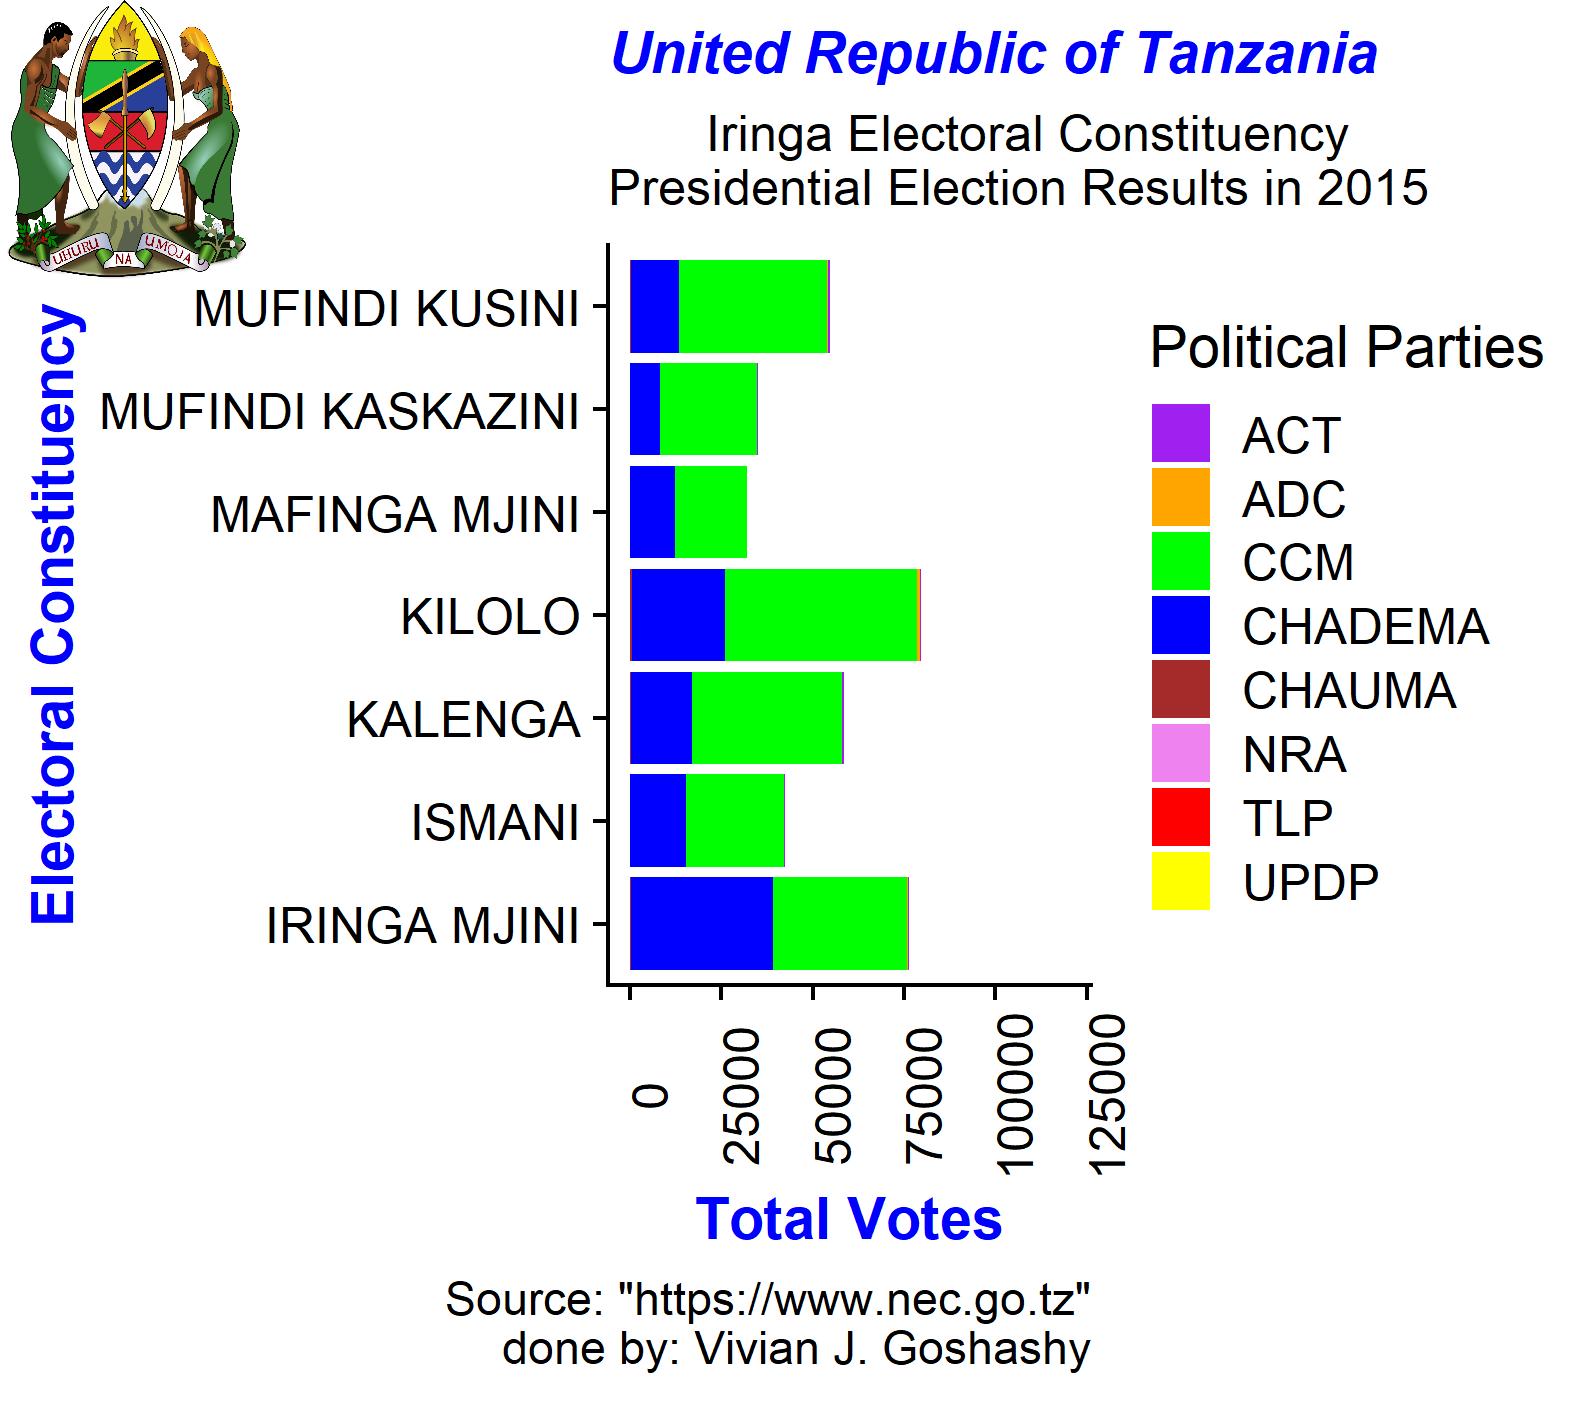 United Republic of Tanzania
Iringa Electoral Constituency
Presidential Election Results in 2015
UHURU NA UMOJA
Electoral Constituency
MUFINDI KUSINI
MUFINDI KASKAZINI
MAFINGA MJINI
KILOLO
KALENGA
ISMANI
IRINGA MJINI
0
25000
50000
75000
100000
125000
Total Votes
Political Parties
ACT
ADC
CCM
CHADEMA
CHAUMA
NRA
TLP
UPDP
Source: "https://www.nec.go.tz"
done by: Vivian J. Goshashy